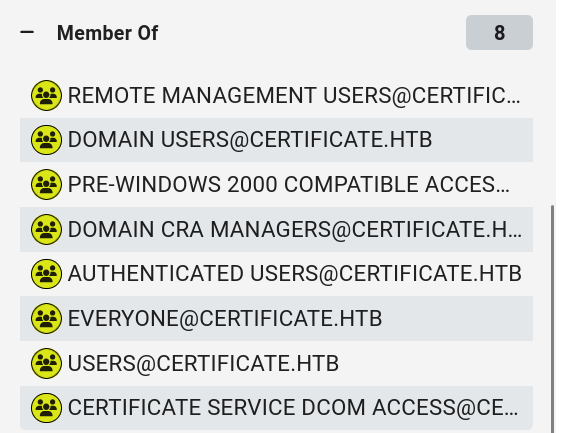 Member Of 8
REMOTE MANAGEMENT USERS@CERTIFIC...
DOMAIN USERS@CERTIFICATE.HTB
PRE-WINDOWS 2000 COMPATIBLE ACCES...
DOMAIN CRA MANAGERS@CERTIFICATE.H...
AUTHENTICATED USERS@CERTIFICATE.HTB
EVERYONE@CERTIFICATE.HTB
USERS@CERTIFICATE.HTB
CERTIFICATE SERVICE DCOM ACCESS@CE...